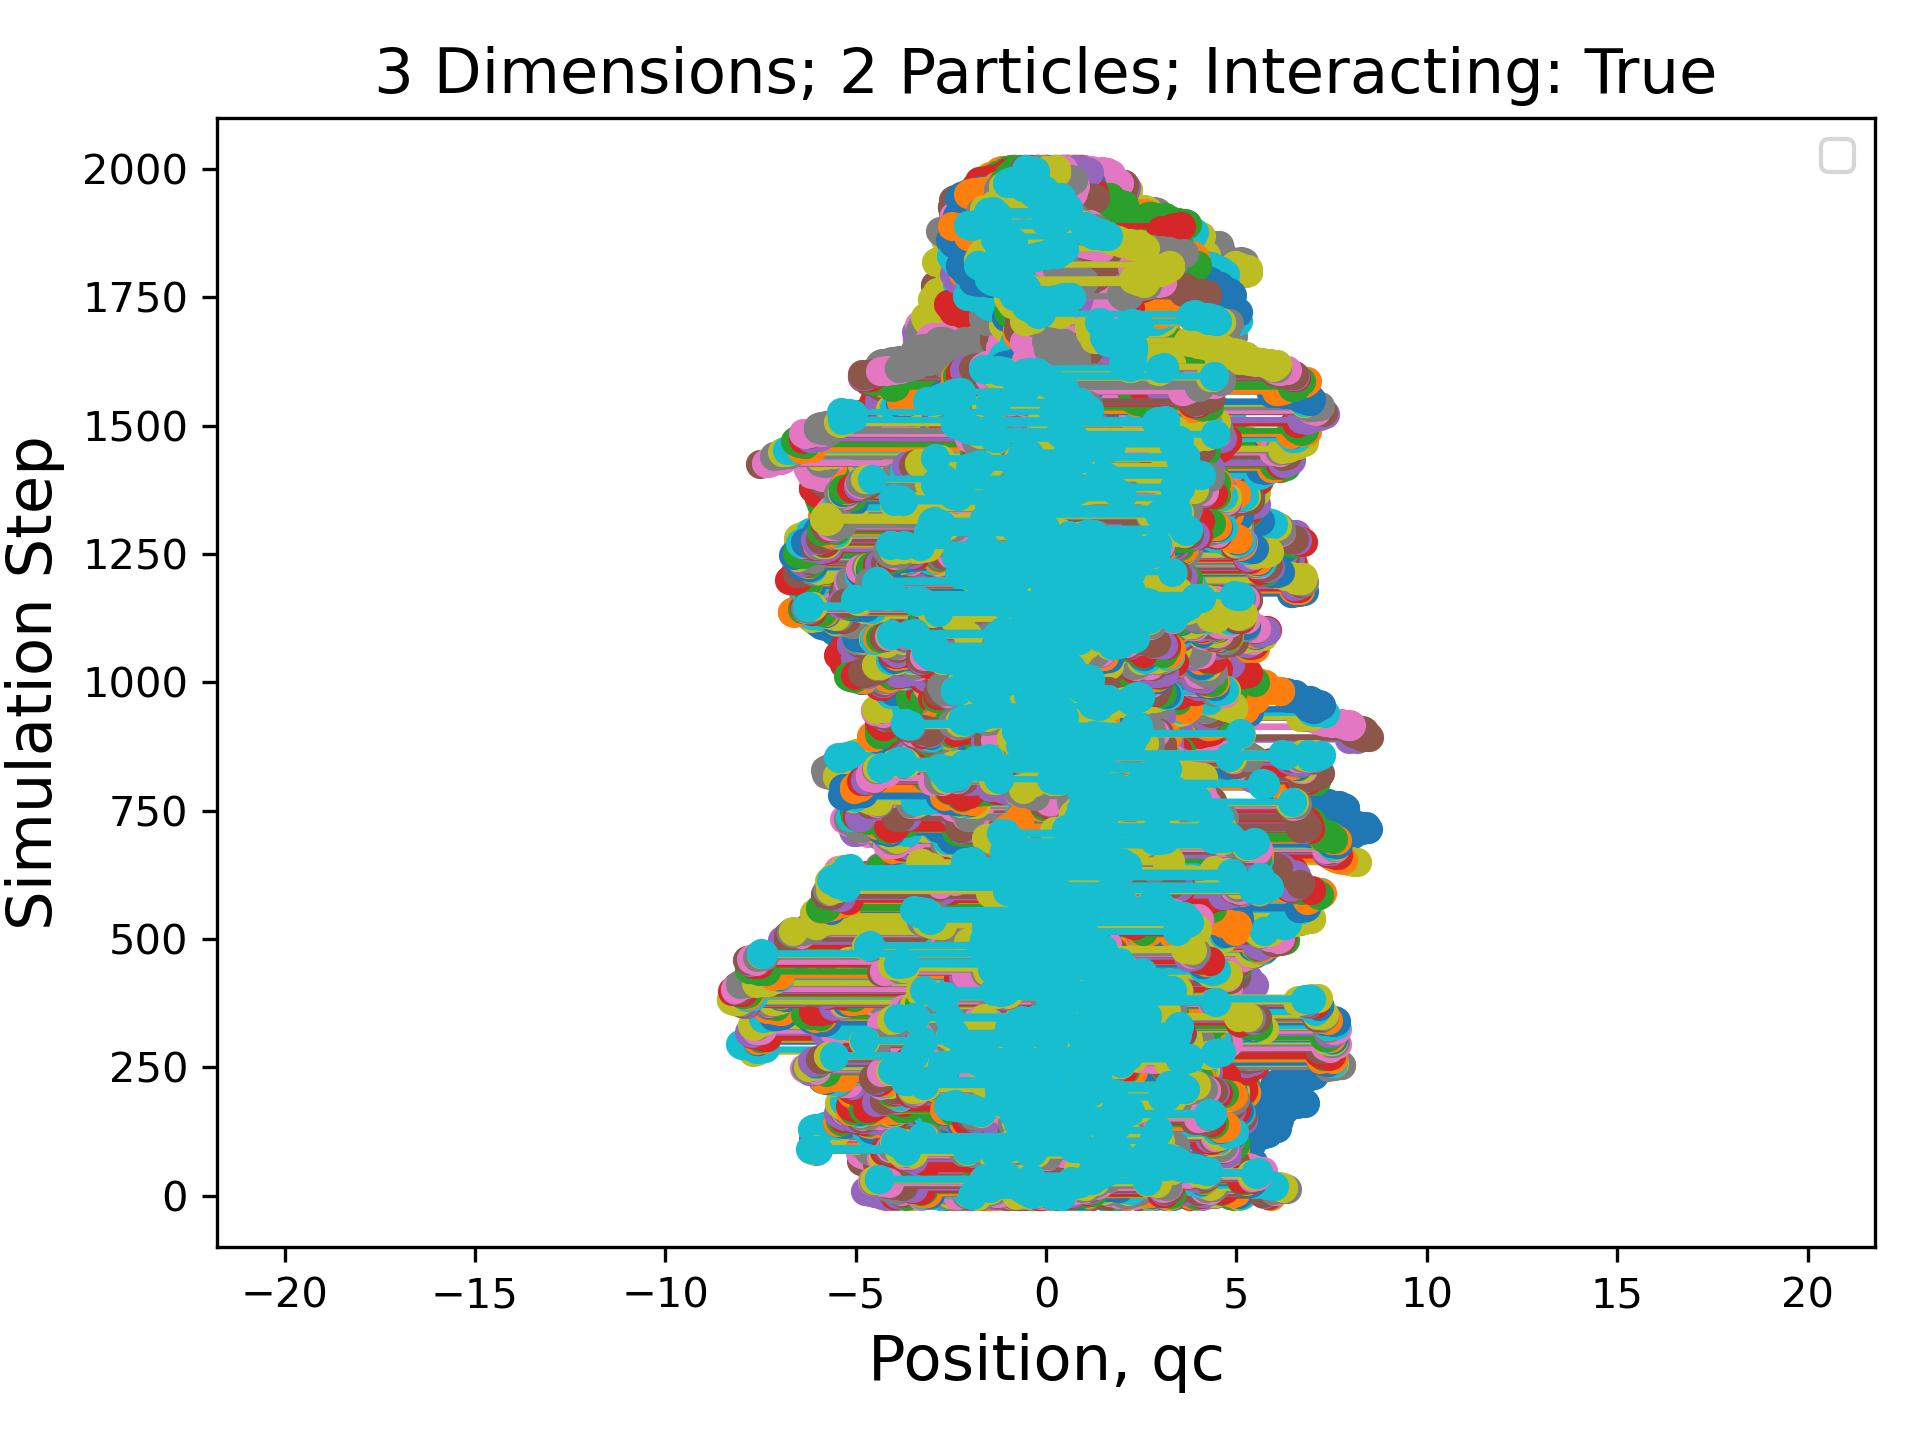 3 Dimensions; 2 Particles; Interacting: True
Simulation Step
2000
1750
1500
1250
1000
750
500
250
0
−20 −15 −10 −5 0 5 10 15 20
Position, qc